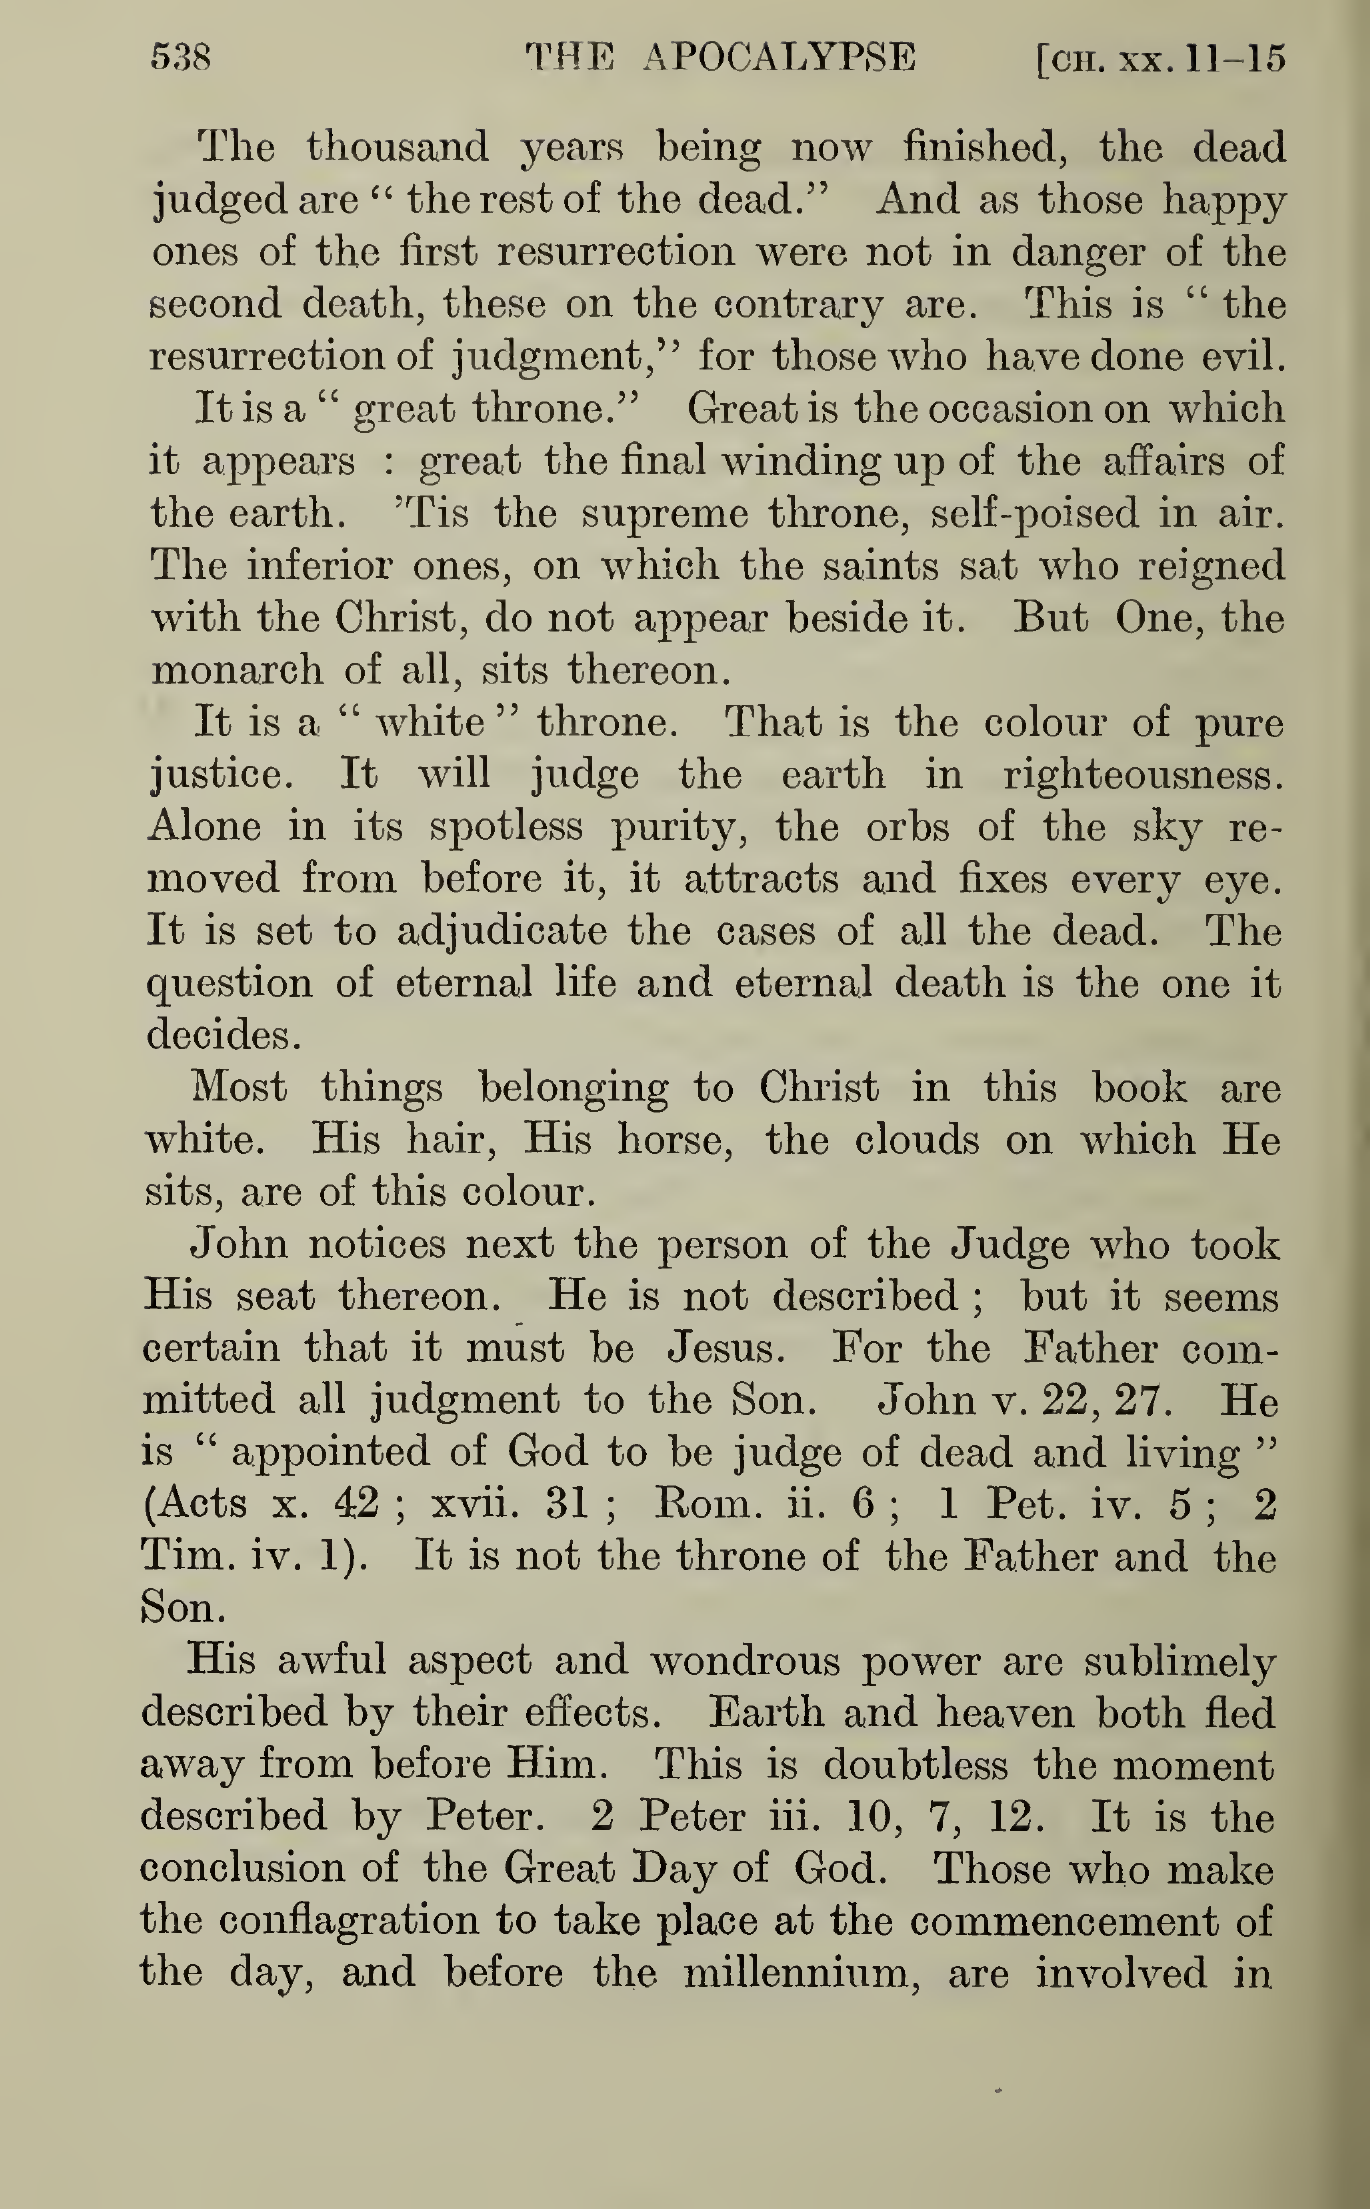 538 THE APOCALYPSE [CH. XX. 11-15
The thousand years being now finished, the dead
judged are “ the rest of the dead.” And as those happy
ones of the first resurrection were not in danger of the
second death, these on the contrary are. This is “ the
resurrection of judgment,” for those who have done evil.
It is a “ great throne.” Great is the occasion on which
it appears : great the final winding up of the affairs of
the earth. ’Tis the supreme throne, self-poised in air.
The inferior ones, on which the saints sat who reigned
with the Christ, do not appear beside it. But One, the
monarch of all, sits thereon.
It is a “ white ” throne. That is the colour of pure
justice. It will judge the earth in righteousness.
Alone in its spotless purity, the orbs of the sky re-
moved from before it, it attracts and fixes every eye.
It is set to adjudicate the cases of all the dead. The
question of eternal life and eternal death is the one it
decides.
Most things belonging to Christ in this book are
white. His hair, His horse, the clouds on which He
sits, are of this colour.
John notices next the person of the Judge who took
His seat thereon. He is not described ; but it seems
certain that it must be Jesus. For the Father com-
mitted all judgment to the Son. John v. 22, 27. He
is “ appointed of God to be judge of dead and living ”
(Acts x. 42 ; xvii. 31 ; Rom. ii. 6 ; 1 Pet. iv. 5 ; 2
Tim. iv. 1). It is not the throne of the Father and the
Son.
His awful aspect and wondrous power are sublimely
described by their effects. Earth and heaven both fled
away from before Him. This is doubtless the moment
described by Peter. 2 Peter iii. 10, 7, 12. It is the
conclusion of the Great Day of God. Those who make
the conflagration to take place at the commencement of
the day, and before the millennium, are involved in